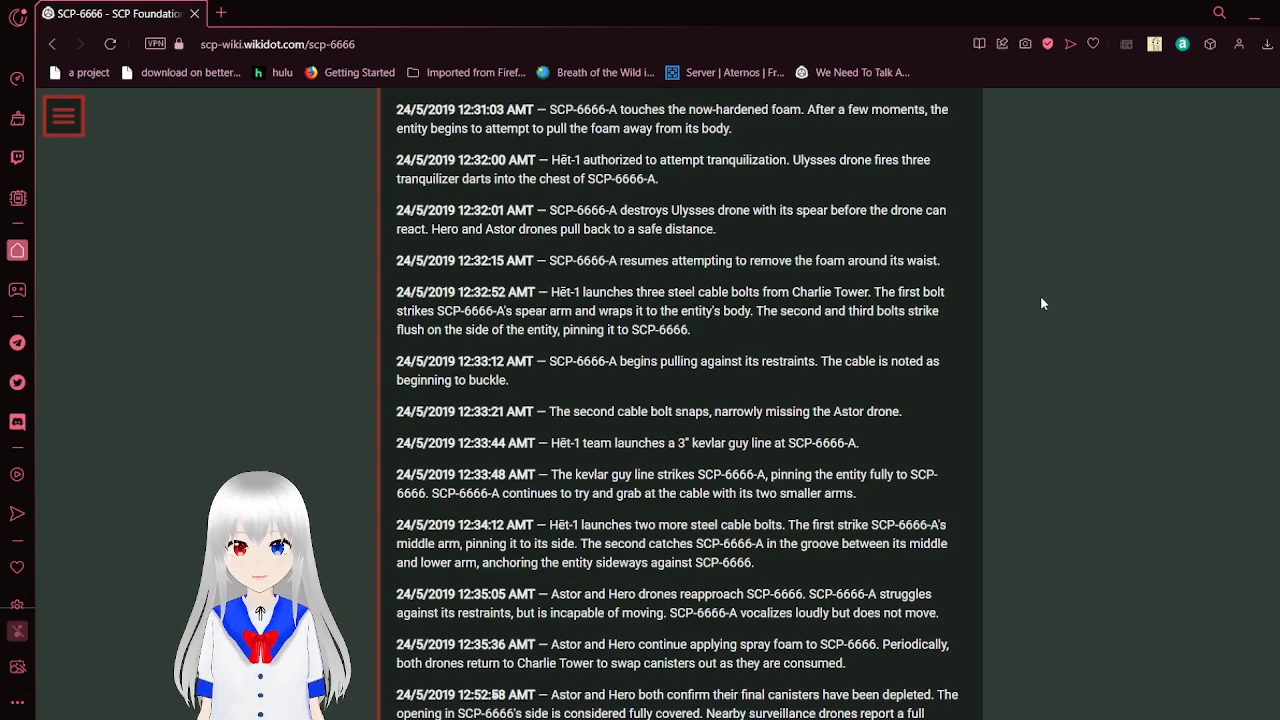 SCP-6666 - SCP Foundation
VPN
scp-wiki.wikidot.com/scp-6666
a project
download on better...
hulu
Getting Started
Imported from Firef...
Breath of the Wild i...
Server | Aternos | Fr...
We Need To Talk A...
24/5/2019 12:31:03 AMT — SCP-6666-A touches the now-hardened foam. After a few moments, the
entity begins to attempt to pull the foam away from its body.
24/5/2019 12:32:00 AMT — Hēt-1 authorized to attempt tranquilization. Ulysses drone fires three
tranquilizer darts into the chest of SCP-6666-A.
24/5/2019 12:32:01 AMT — SCP-6666-A destroys Ulysses drone with its spear before the drone can
react. Hero and Astor drones pull back to a safe distance.
24/5/2019 12:32:15 AMT — SCP-6666-A resumes attempting to remove the foam around its waist.
24/5/2019 12:32:52 AMT — Hēt-1 launches three steel cable bolts from Charlie Tower. The first bolt
strikes SCP-6666-A's spear arm and wraps it to the entity's body. The second and third bolts strike
flush on the side of the entity, pinning it to SCP-6666.
24/5/2019 12:33:12 AMT — SCP-6666-A begins pulling against its restraints. The cable is noted as
beginning to buckle.
24/5/2019 12:33:21 AMT — The second cable bolt snaps, narrowly missing the Astor drone.
24/5/2019 12:33:44 AMT — Hēt-1 team launches a 3" kevlar guy line at SCP-6666-A.
24/5/2019 12:33:48 AMT — The kevlar guy line strikes SCP-6666-A, pinning the entity fully to SCP-
6666. SCP-6666-A continues to try and grab at the cable with its two smaller arms.
24/5/2019 12:34:12 AMT — Hēt-1 launches two more steel cable bolts. The first strike SCP-6666-A's
middle arm, pinning it to its side. The second catches SCP-6666-A in the groove between its middle
and lower arm, anchoring the entity sideways against SCP-6666.
24/5/2019 12:35:05 AMT — Astor and Hero drones reapproach SCP-6666. SCP-6666-A struggles
against its restraints, but is incapable of moving. SCP-6666-A vocalizes loudly but does not move.
24/5/2019 12:35:36 AMT — Astor and Hero continue applying spray foam to SCP-6666. Periodically,
both drones return to Charlie Tower to swap canisters out as they are consumed.
24/5/2019 12:52:58 AMT — Astor and Hero both confirm their final canisters have been depleted. The
opening in SCP-6666's side is considered fully covered. Nearby surveillance drones report a full